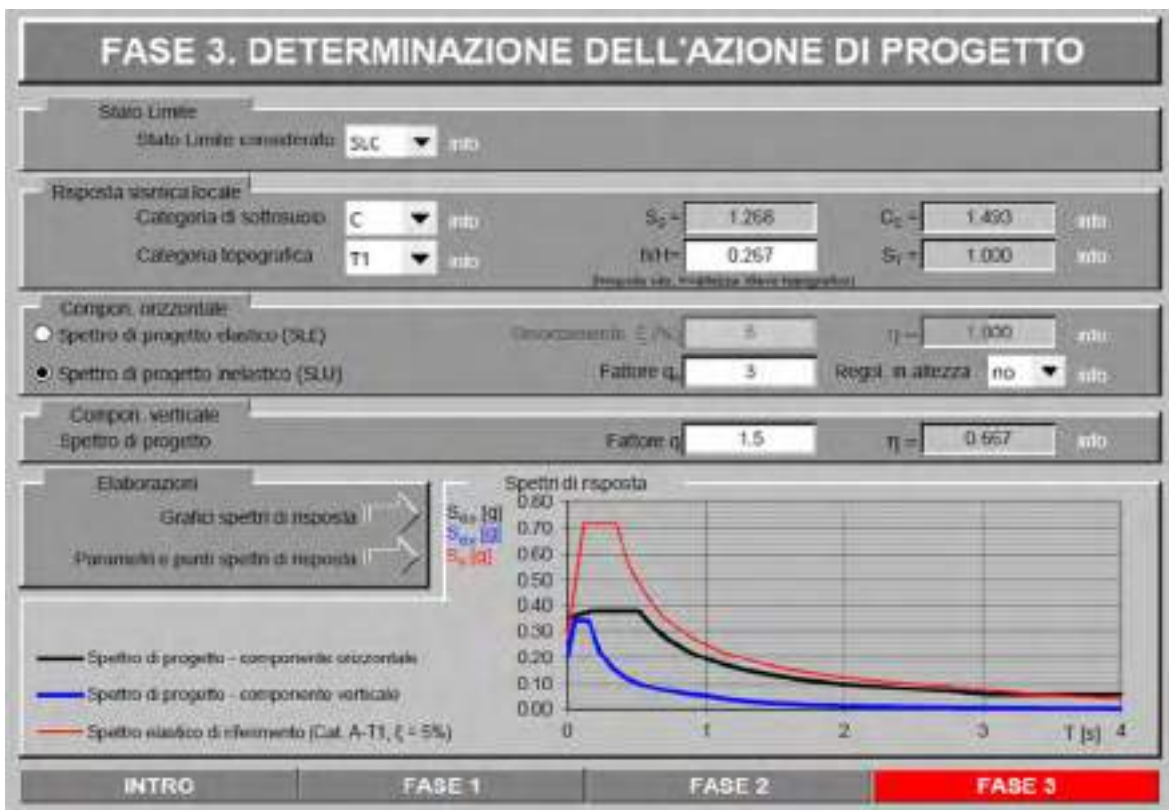 FASE 3. DETERMINAZIONE DELL'AZIONE DI PROGETTO
Stato Limite
Stato Limite considerato SLC info
Risposta sismica locale
Categoria di sottosuolo C info
SS = 1.266 CC = 1.493 info
Categoria topografica T1 info
h/H= 0.267 ST = 1.000 info
Compon. orizzontale
Spettro di progetto elastico (SLE)
Smorzamento ξ (%) 5 η = 1.000 info
Spettro di progetto inelastico (SLU)
Fattore qo 3 Regol. in altezza no info
Compon. verticale
Spettro di progetto
Fattore q 1.5 η = 0.667 info
Elaborazioni
Grafici spettri di risposta
Parametri e punti spettri di risposta
Spettri di risposta
[g]
[g]
[g]
0.80
0.70
0.60
0.50
0.40
0.30
0.20
0.10
0.00
0 1 2 3 T [s] 4
Spettro di progetto - componente orizzontale
Spettro di progetto - componente verticale
Spettro elastico di riferimento (Cat. A-T1, ξ = 5%)
INTRO FASE 1 FASE 2 FASE 3